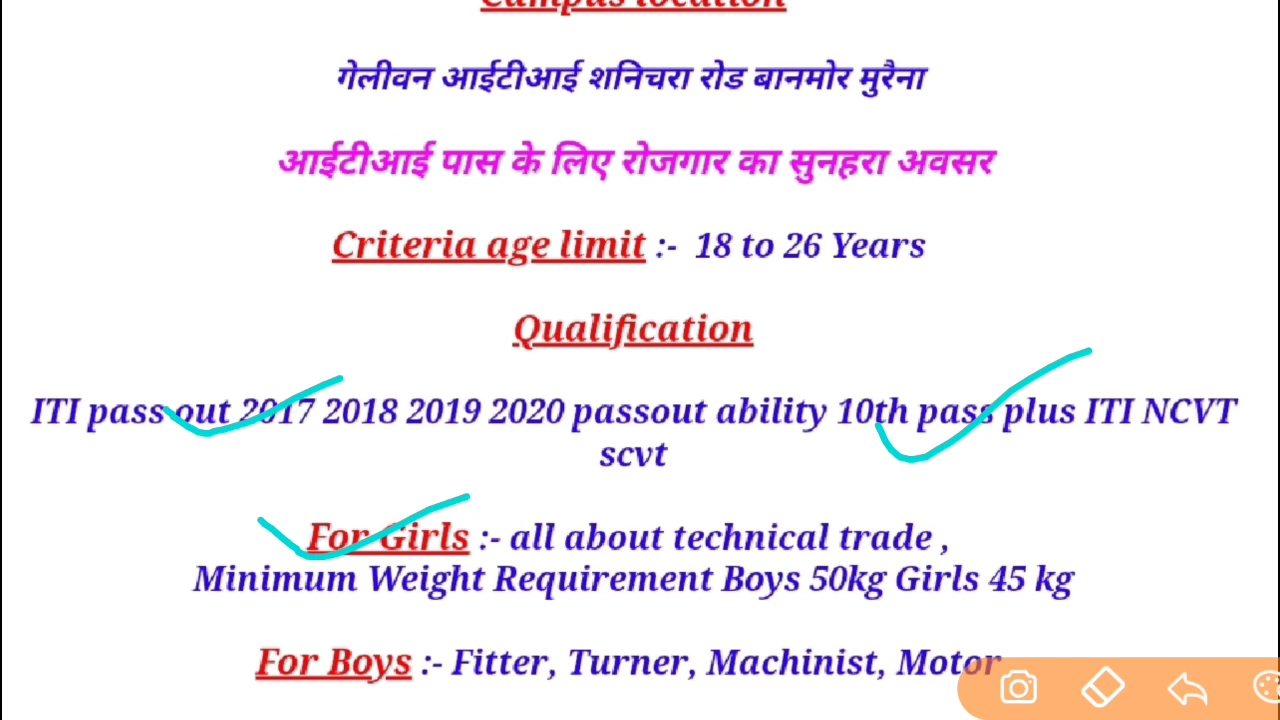 Campus location
गेलीवन आईटीआई शनिचरा रोड बानमोर मुरैना
आईटीआई पास के लिए रोजगार का सुनहरा अवसर
Criteria age limit :- 18 to 26 Years
Qualification
ITI pass out 2017 2018 2019 2020 passout ability 10th pass plus ITI NCVT
scvt
For Girls :- all about technical trade ,
Minimum Weight Requirement Boys 50kg Girls 45 kg
For Boys :- Fitter, Turner, Machinist, Motor